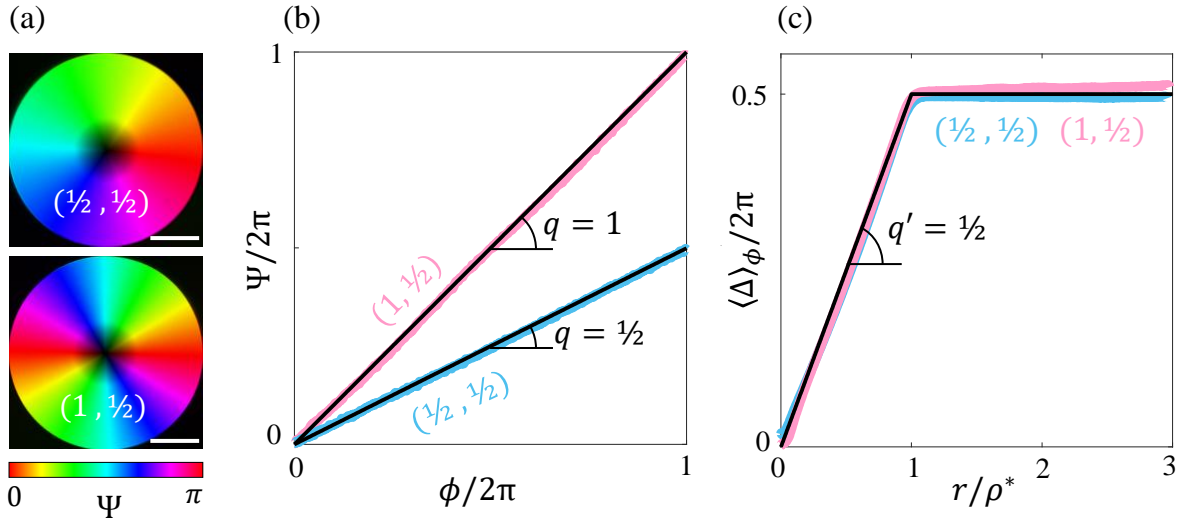 (a)
(½ , ½)
(1 , ½)
0
Ψ
π
(b)
1
Ψ/2π
0
(1, ½)
q = 1
q = ½
(½ , ½)
0
ϕ/2π
1
(c)
0.5
⟨Δ⟩ϕ/2π
0
(½ , ½)
(1, ½)
q′ = ½
0
1
2
3
r/ρ*